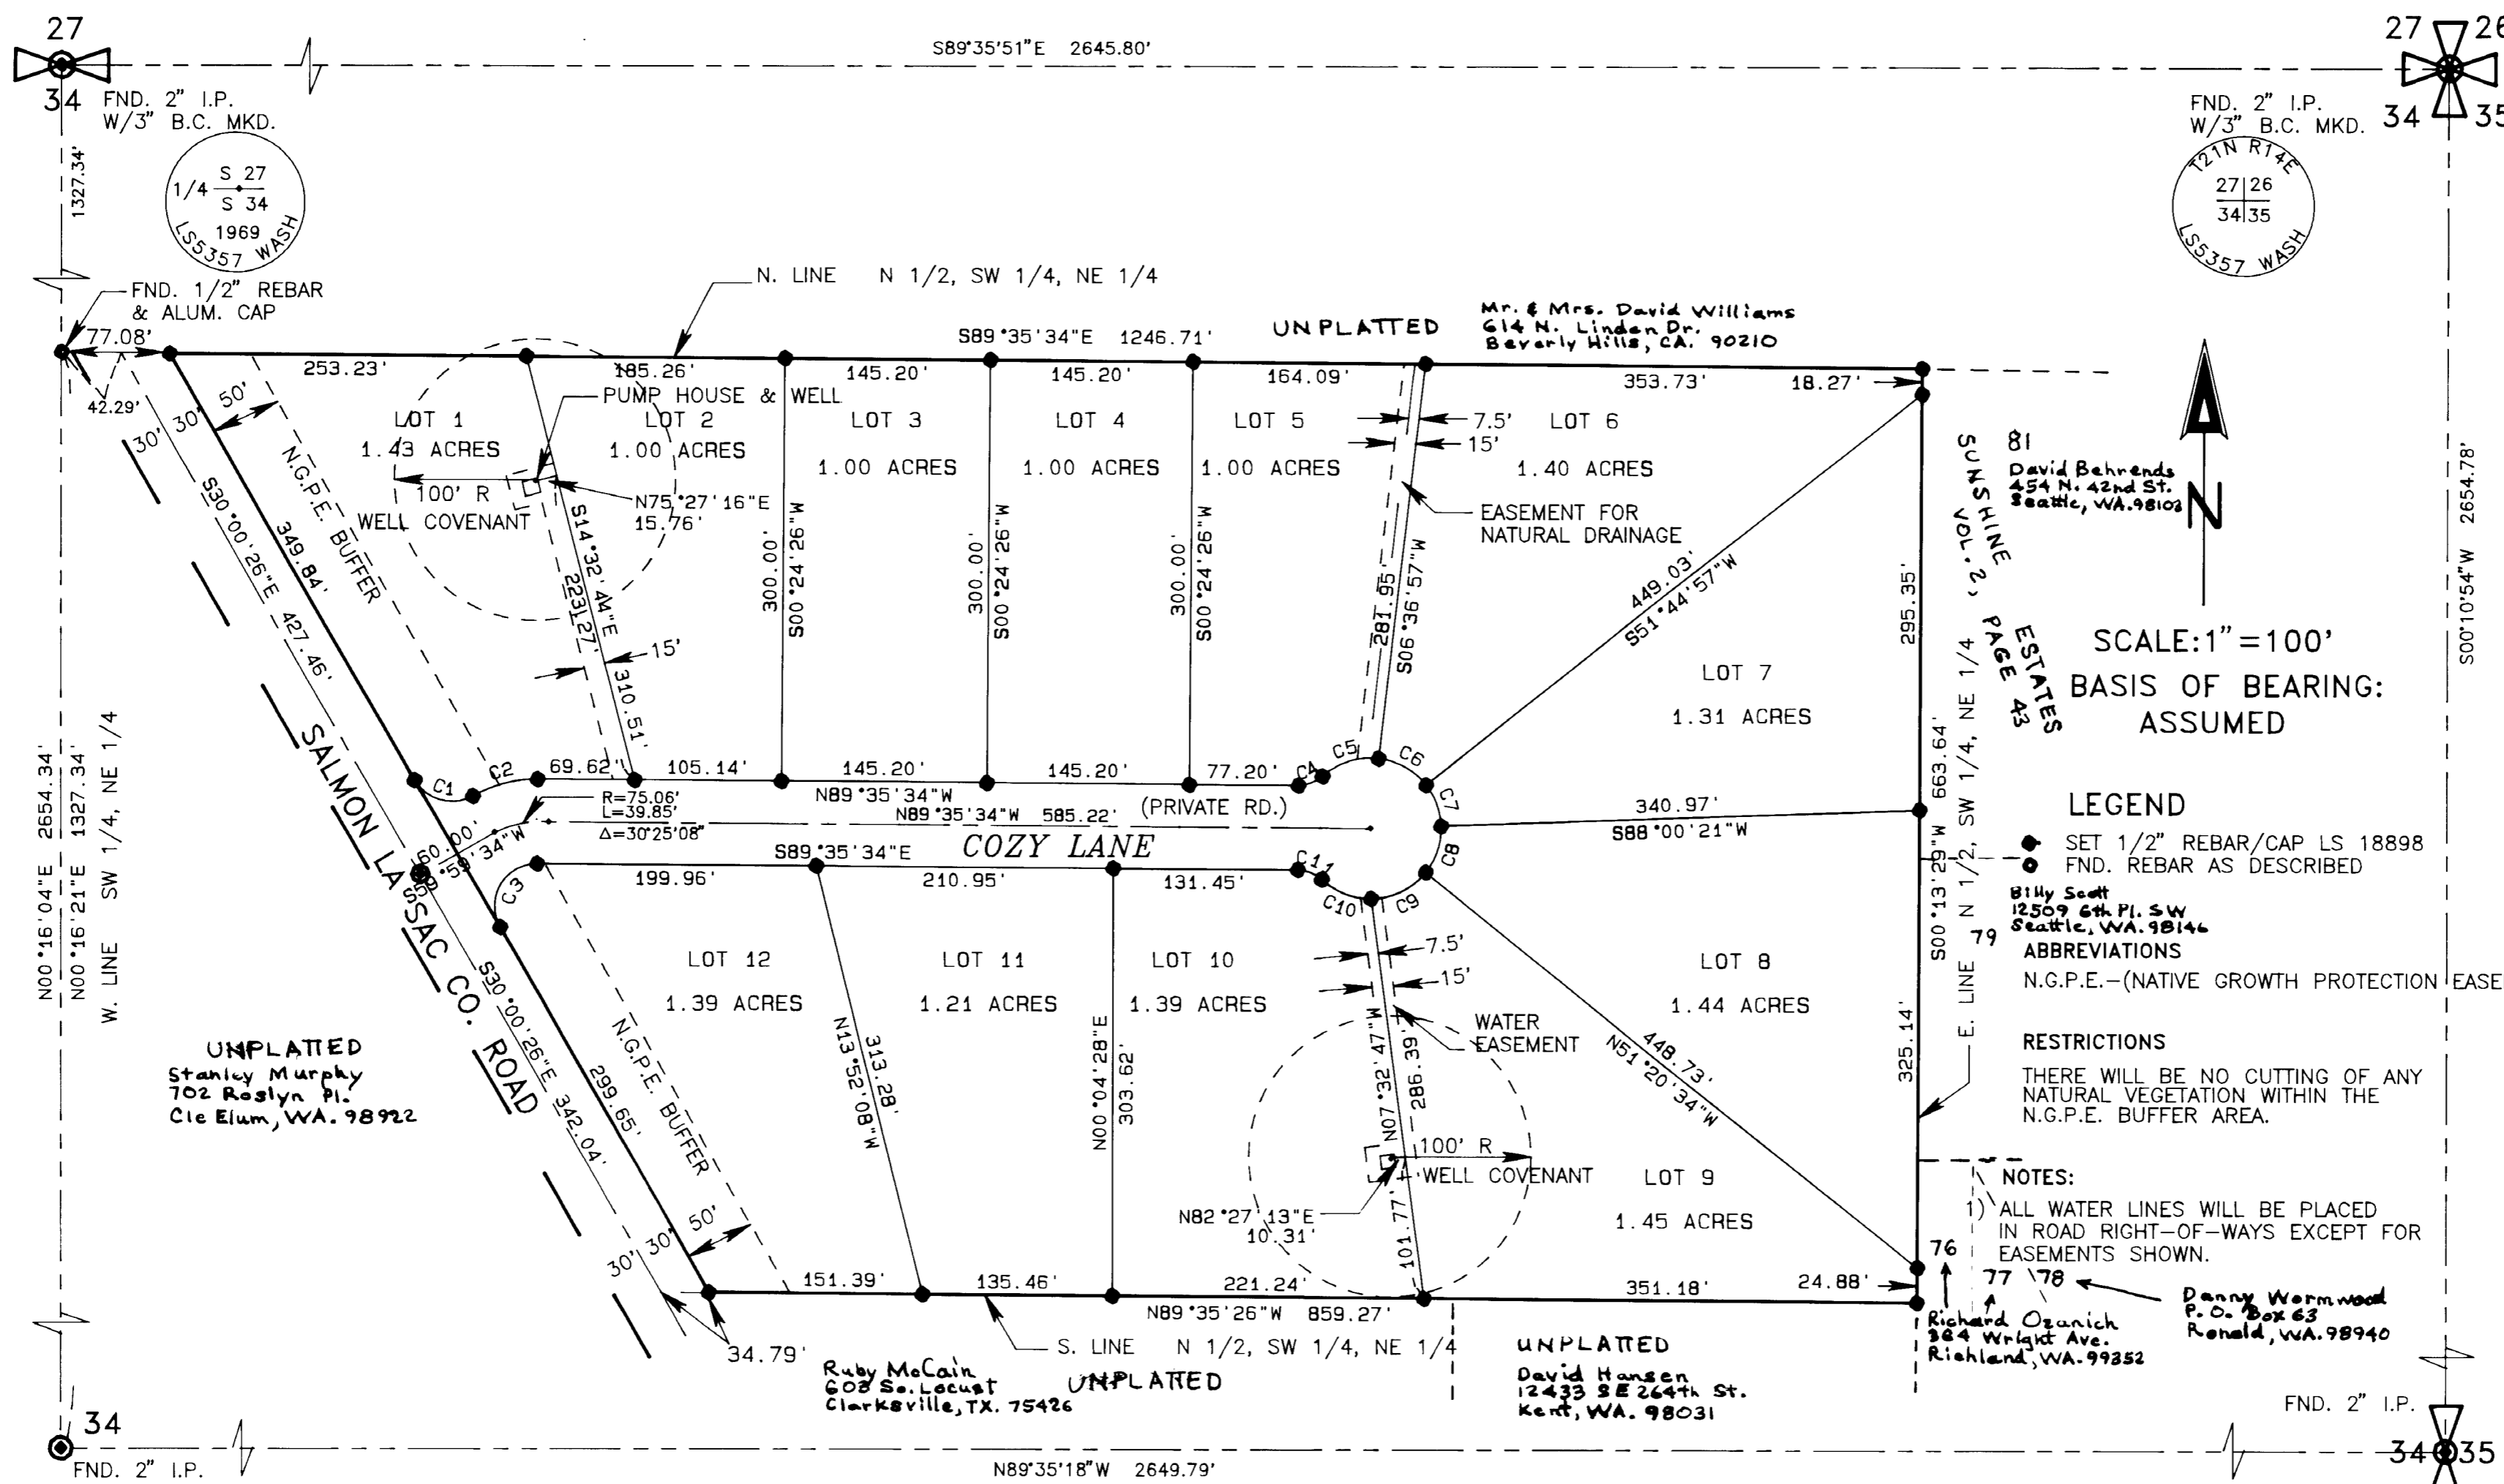 27
S89°35'51"E 2645.80'
27 26
34
FND. 2" I.P.
W/3" B.C. MKD.
FND. 2" I.P.
W/3" B.C. MKD.
34 35
1327.34'
S 27
1/4
S 34
1969
LS5357 WASH
T21N R14E
27 26
34 35
LS5357 WASH
FND. 1/2" REBAR
& ALUM. CAP
N. LINE N 1/2, SW 1/4, NE 1/4
77.08'
S89°35'34"E 1246.71'
UNPLATTED
Mr. & Mrs. David Williams
614 N. Linden Dr.
Beverly Hills, CA. 90210
253.23'
185.26'
145.20'
145.20'
164.09'
353.73'
18.27'
42.29'
30' 30' 50'
PUMP HOUSE & WELL
LOT 1
1.43 ACRES
LOT 2
1.00 ACRES
LOT 3
1.00 ACRES
LOT 4
1.00 ACRES
LOT 5
1.00 ACRES
7.5'
15'
LOT 6
1.40 ACRES
N.G.P.E. BUFFER
100' R
WELL COVENANT
N75°27'16"E
15.76'
EASEMENT FOR
NATURAL DRAINAGE
S30°00'26"E 427.46'
349.84'
S14°32'44"E
223.27'
310.51'
15'
300.00'
S00°24'26"W
300.00'
S00°24'26"W
300.00'
S00°24'26"W
281.95'
S06°36'57"W
449.03'
S51°44'57"W
295.35'
SUNSHINE ESTATES
VOL. 2, PAGE 43
81
David Behrends
454 N. 42nd St.
Seattle, WA. 98103
N
S00°10'54"W 2654.78'
SCALE: 1"=100'
BASIS OF BEARING:
ASSUMED
LOT 7
1.31 ACRES
C1
C2
69.62'
105.14'
145.20'
145.20'
77.20'
C4
C5
C6
C7
N89°35'34"W
(PRIVATE RD.)
R=75.06'
L=39.85'
Δ=30°25'08"
N89°35'34"W 585.22'
340.97'
S88°00'21"W
60.00'
S59°59'34"W
S89°35'34"E
COZY LANE
C3
199.96'
210.95'
131.45'
C11
C10
C9
C8
LEGEND
SET 1/2" REBAR/CAP LS 18898
FND. REBAR AS DESCRIBED
Billy Scott
12509 6th Pl. SW
Seattle, WA. 98146
79
ABBREVIATIONS
N.G.P.E.-(NATIVE GROWTH PROTECTION EASE
S00°13'29"W 663.64'
E. LINE N 1/2, SW 1/4, NE 1/4
N00°16'04"E 2654.34'
N00°16'21"E 1327.34'
W. LINE SW 1/4, NE 1/4
SALMON LA SAC CO. ROAD
LOT 12
1.39 ACRES
LOT 11
1.21 ACRES
LOT 10
1.39 ACRES
7.5'
15'
LOT 8
1.44 ACRES
WATER
EASEMENT
UNPLATTED
Stanley Murphy
702 Roslyn Pl.
Cle Elum, WA. 98922
S30°00'26"E 342.04'
299.65'
N.G.P.E. BUFFER
N13°52'08"W
313.28'
N00°04'28"E
303.62'
N07°32'47"W
286.39'
448.73'
N51°20'34"W
325.14'
RESTRICTIONS
THERE WILL BE NO CUTTING OF ANY
NATURAL VEGETATION WITHIN THE
N.G.P.E. BUFFER AREA.
100' R
WELL COVENANT
LOT 9
1.45 ACRES
N82°27'13"E
10.31'
101.77'
30' 30' 50'
NOTES:
1) ALL WATER LINES WILL BE PLACED
IN ROAD RIGHT-OF-WAYS EXCEPT FOR
EASEMENTS SHOWN.
151.39'
135.46'
221.24'
351.18'
24.88'
N89°35'26"W 859.27'
76
77
78
Danny Wormwood
P.O. Box 63
Ronald, WA. 98940
Richard Ozanich
384 Wright Ave.
Richland, WA. 99352
34.79'
S. LINE N 1/2, SW 1/4, NE 1/4
Ruby McCain
603 So. Locust
Clarksville, TX. 75426
UNPLATTED
UNPLATTED
David Hansen
12433 SE 264th St.
Kent, WA. 98031
34
FND. 2" I.P.
N89°35'18"W 2649.79'
FND. 2" I.P.
34 35